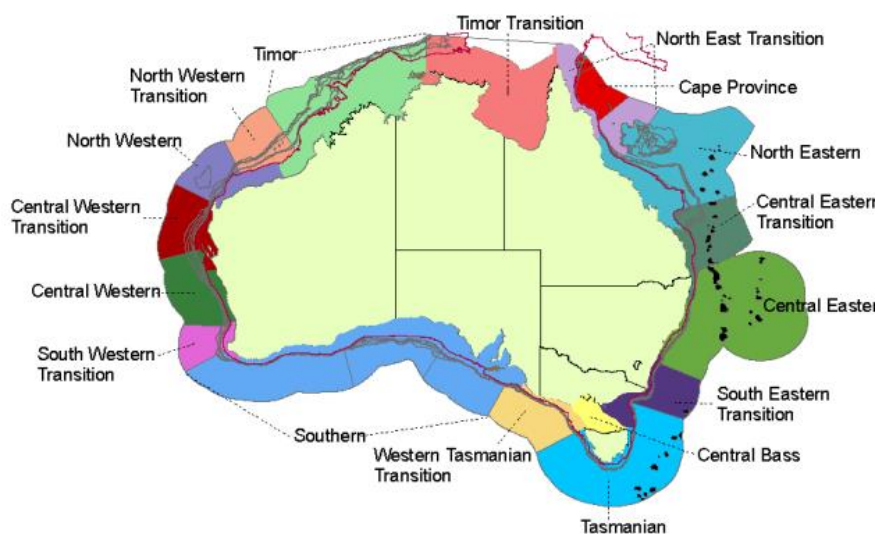 Timor Transition
Timor
North East Transition
North Western
Transition
Cape Province
North Western
North Eastern
Central Western
Transition
Central Eastern
Transition
Central Western
Central Easter
South Western
Transition
South Eastern
Transition
Southern
Western Tasmanian
Transition
Central Bass
Tasmanian